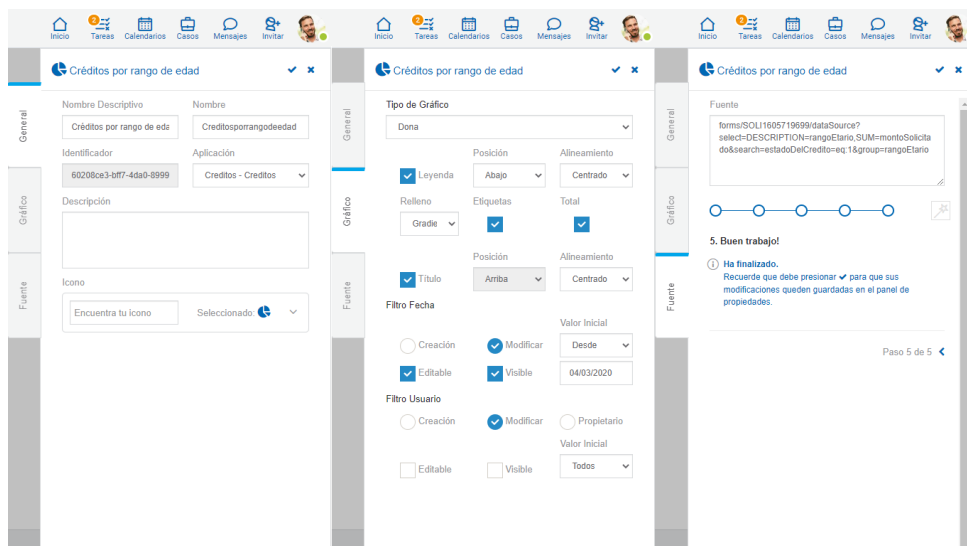 Inicio
2
Tareas
Calendarios
Casos
Mensajes
Invitar
Créditos por rango de edad
General
Gráfico
Fuente
Nombre Descriptivo
Nombre
Créditos por rango de eda
Creditosporrangodeedad
Identificador
Aplicación
60208ce3-bff7-4da0-8999
Creditos - Creditos
Descripción
Icono
Encuentra tu icono
Seleccionado:
Inicio
2
Tareas
Calendarios
Casos
Mensajes
Invitar
Créditos por rango de edad
General
Gráfico
Fuente
Tipo de Gráfico
Dona
Posición
Alineamiento
Leyenda
Abajo
Centrado
Relleno
Etiquetas
Total
Gradie
Posición
Alineamiento
Título
Arriba
Centrado
Filtro Fecha
Valor Inicial
Creación
Modificar
Desde
Editable
Visible
04/03/2020
Filtro Usuario
Creación
Modificar
Propietario
Valor Inicial
Editable
Visible
Todos
Inicio
2
Tareas
Calendarios
Casos
Mensajes
Invitar
Créditos por rango de edad
General
Gráfico
Fuente
Fuente
forms/SOLI1605719699/dataSource?
select=DESCRIPTION=rangoEtario,SUM=montoSolicita
do&search=estadoDelCredito=eq:1&group=rangoEtario
5. Buen trabajo!
Ha finalizado.
Recuerde que debe presionar ✔ para que sus
modificaciones queden guardadas en el panel de
propiedades.
Paso 5 de 5